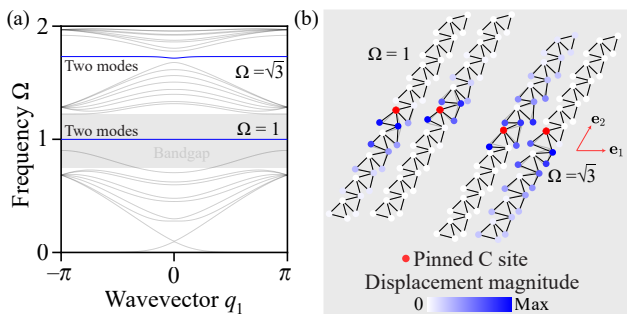 (a)
2
Two modes
Ω = √3
Two modes
Ω = 1
1
Bandgap
0
Frequency Ω
−π
0
π
Wavevector q₁
(b)
Ω = 1
e₂
e₁
Ω = √3
Pinned C site
Displacement magnitude
0
Max